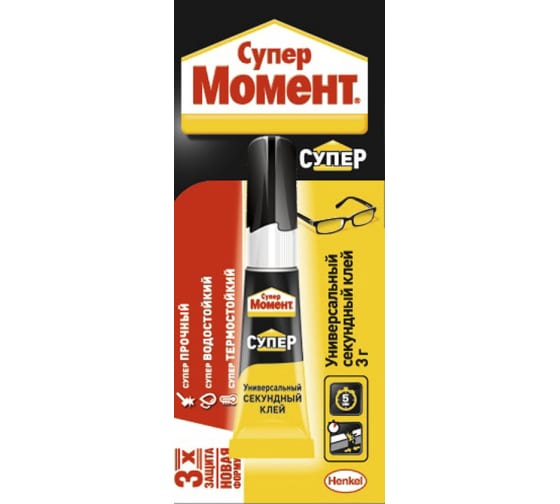 Супер
Момент®
СУПЕР
СУПЕР ПРОЧНЫЙ
СУПЕР ВОДОСТОЙКИЙ
СУПЕР ТЕРМОСТОЙКИЙ
Универсальный
секундный клей
3 г
Супер
Момент
СУПЕР
Универсальный
СЕКУНДНЫЙ
КЛЕЙ
5
3х
ЗАЩИТА
НОВАЯ
Henkel